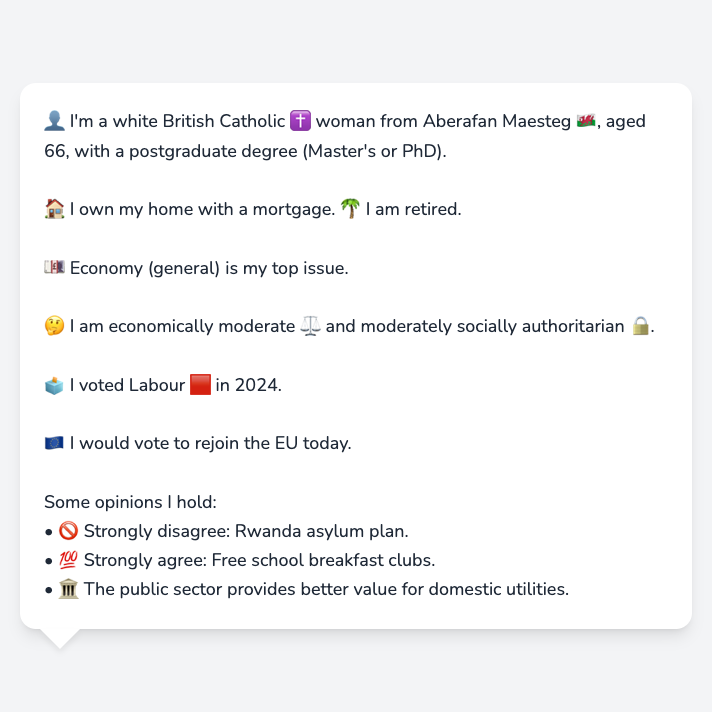 👤 I'm a white British Catholic ✝️ woman from Aberafan Maesteg 🏴󠁧󠁢󠁷󠁬󠁳󠁿, aged
66, with a postgraduate degree (Master's or PhD).
🏠 I own my home with a mortgage. 🌴 I am retired.
💷 Economy (general) is my top issue.
🤔 I am economically moderate ⚖️ and moderately socially authoritarian 🔒.
🗳️ I voted Labour 🟥 in 2024.
🇪🇺 I would vote to rejoin the EU today.
Some opinions I hold:
• 🚫 Strongly disagree: Rwanda asylum plan.
• 💯 Strongly agree: Free school breakfast clubs.
• 🏛️ The public sector provides better value for domestic utilities.